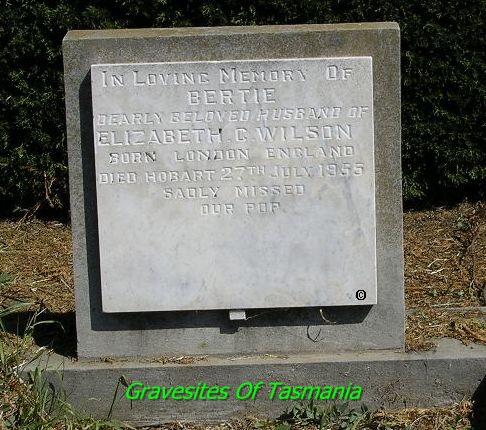 IN LOVING MEMORY OF
BERTIE
DEARLY BELOVED HUSBAND OF
ELIZABETH. C. WILSON
BORN LONDON ENGLAND
DIED HOBART 27TH JULY. 1955
SADLY MISSED
OUR POP
©
Gravesites Of Tasmania